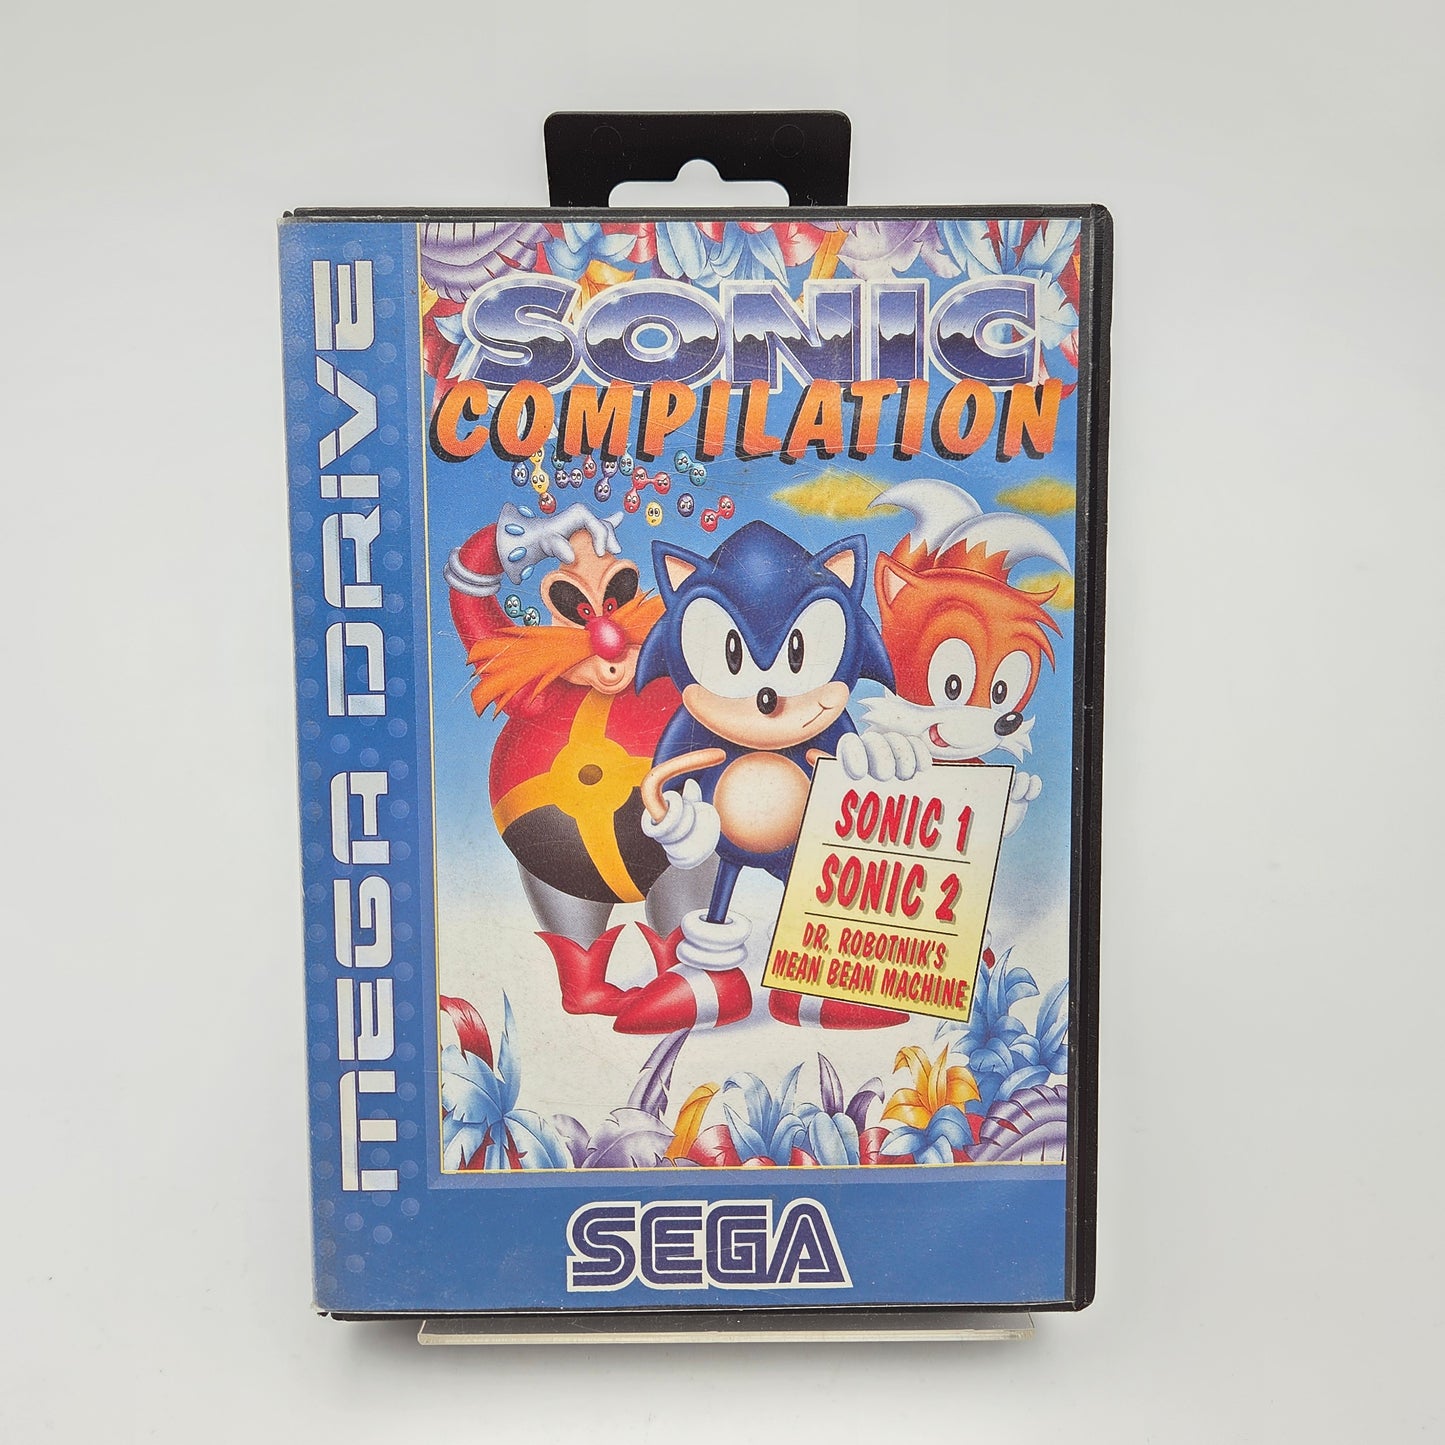 MEGA DRIVE
SONIC
COMPILATION
SONIC 1
SONIC 2
DR. ROBOTNIK'S
MEAN BEAN MACHINE
SEGA